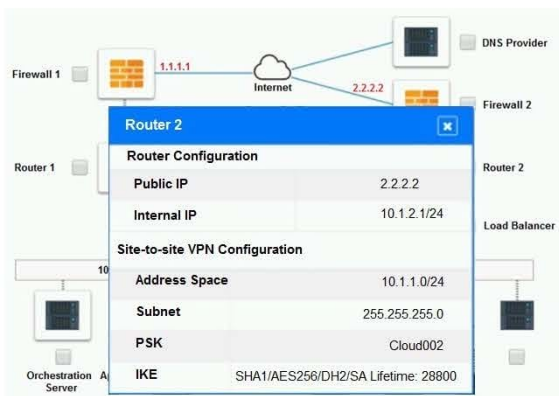 DNS Provider
Firewall 1
1.1.1.1
Internet
2.2.2.2
Firewall 2
Router 2
Router Configuration
Router 1
Public IP 2.2.2.2
Router 2
Internal IP 10.1.2.1/24
Load Balancer
Site-to-site VPN Configuration
10
Address Space 10.1.1.0/24
Subnet 255.255.255.0
PSK Cloud002
IKE SHA1/AES256/DH2/SA Lifetime: 28800
Orchestration
Server